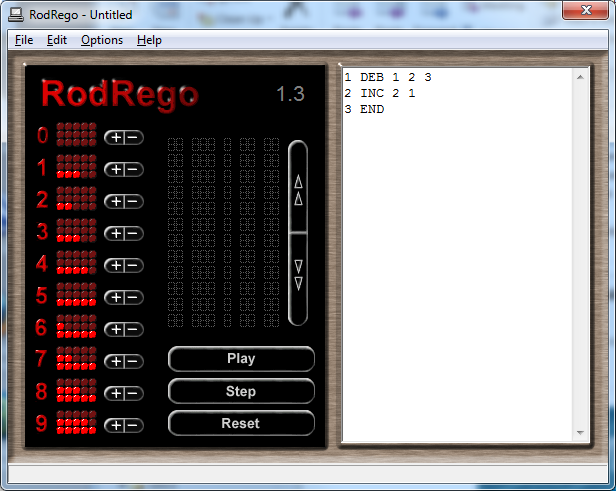 RodRego - Untitled
File Edit Options Help
RodRego 1.3
0
1
2
3
4
5
6
7
8
9
+ −
+ −
+ −
+ −
+ −
+ −
+ −
+ −
+ −
+ −
Play
Step
Reset
1 DEB 1 2 3
2 INC 2 1
3 END